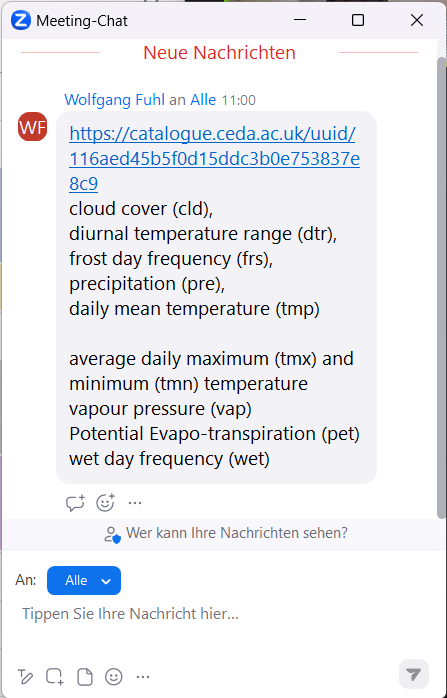 Meeting-Chat
Neue Nachrichten
Wolfgang Fuhl an Alle 11:00
WF
https://catalogue.ceda.ac.uk/uuid/
116aed45b5f0d15ddc3b0e753837e
8c9
cloud cover (cld),
diurnal temperature range (dtr),
frost day frequency (frs),
precipitation (pre),
daily mean temperature (tmp)
average daily maximum (tmx) and
minimum (tmn) temperature
vapour pressure (vap)
Potential Evapo-transpiration (pet)
wet day frequency (wet)
Wer kann Ihre Nachrichten sehen?
An: Alle
Tippen Sie Ihre Nachricht hier...